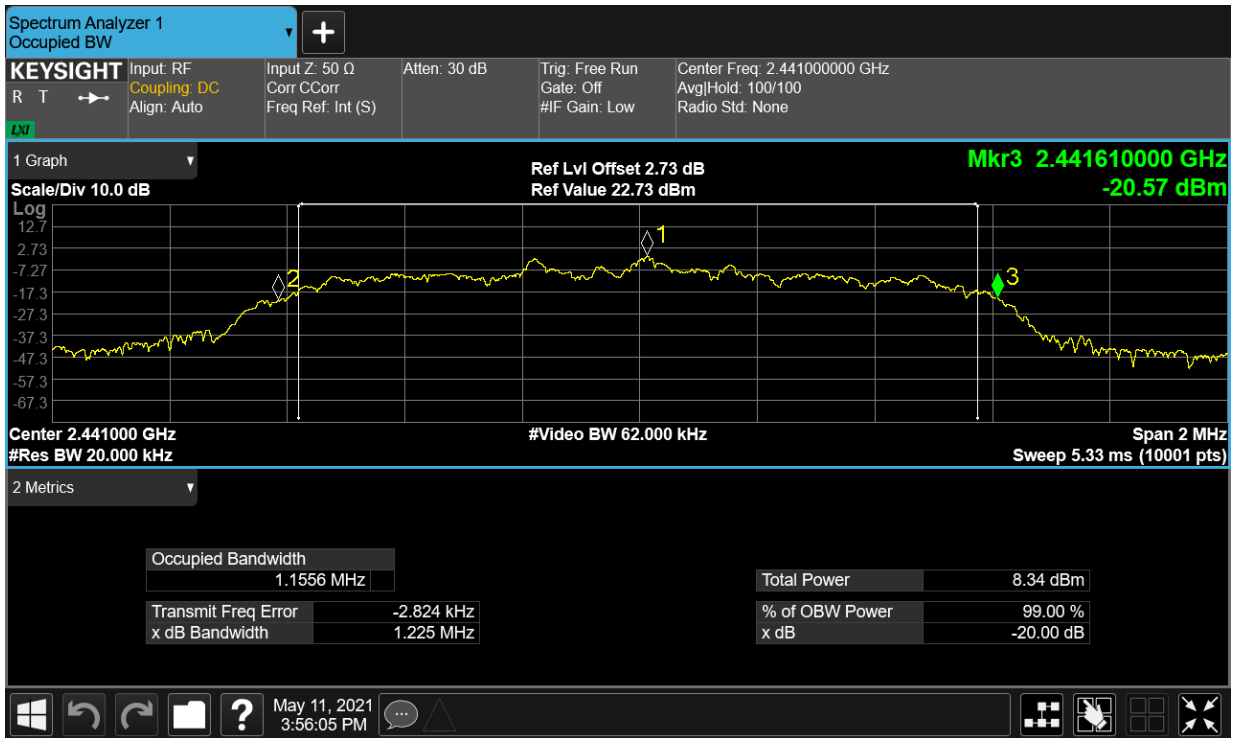 Spectrum Analyzer 1
Occupied BW
KEYSIGHT
R T
LXI
Input: RF
Coupling: DC
Align: Auto
Input Z: 50 Ω
Corr CCorr
Freq Ref: Int (S)
Atten: 30 dB
Trig: Free Run
Gate: Off
#IF Gain: Low
Center Freq: 2.441000000 GHz
Avg|Hold: 100/100
Radio Std: None
1 Graph
Scale/Div 10.0 dB
Ref Lvl Offset 2.73 dB
Ref Value 22.73 dBm
Mkr3 2.441610000 GHz
-20.57 dBm
Log
12.7
2.73
-7.27
-17.3
-27.3
-37.3
-47.3
-57.3
-67.3
1
2
3
Center 2.441000 GHz
#Video BW 62.000 kHz
Span 2 MHz
#Res BW 20.000 kHz
Sweep 5.33 ms (10001 pts)
2 Metrics
Occupied Bandwidth
1.1556 MHz
Transmit Freq Error -2.824 kHz
x dB Bandwidth 1.225 MHz
Total Power 8.34 dBm
% of OBW Power 99.00 %
x dB -20.00 dB
?
May 11, 2021
3:56:05 PM